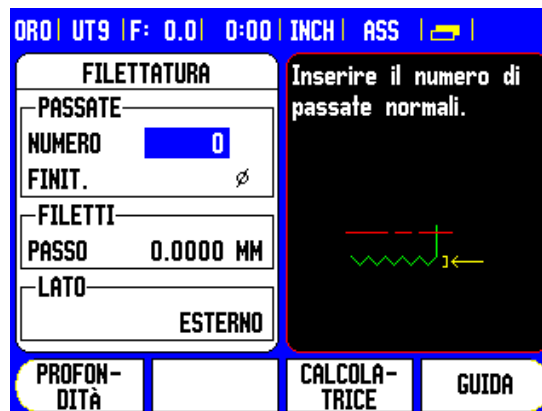 ORO| UT9 |F: 0.0| 0:00| INCH| ASS | |
FILETTATURA
PASSATE
NUMERO 0
FINIT. Ø
FILETTI
PASSO 0.0000 MM
LATO
ESTERNO
Inserire il numero di
passate normali.
PROFON-
DITÀ
CALCOLA-
TRICE
GUIDA